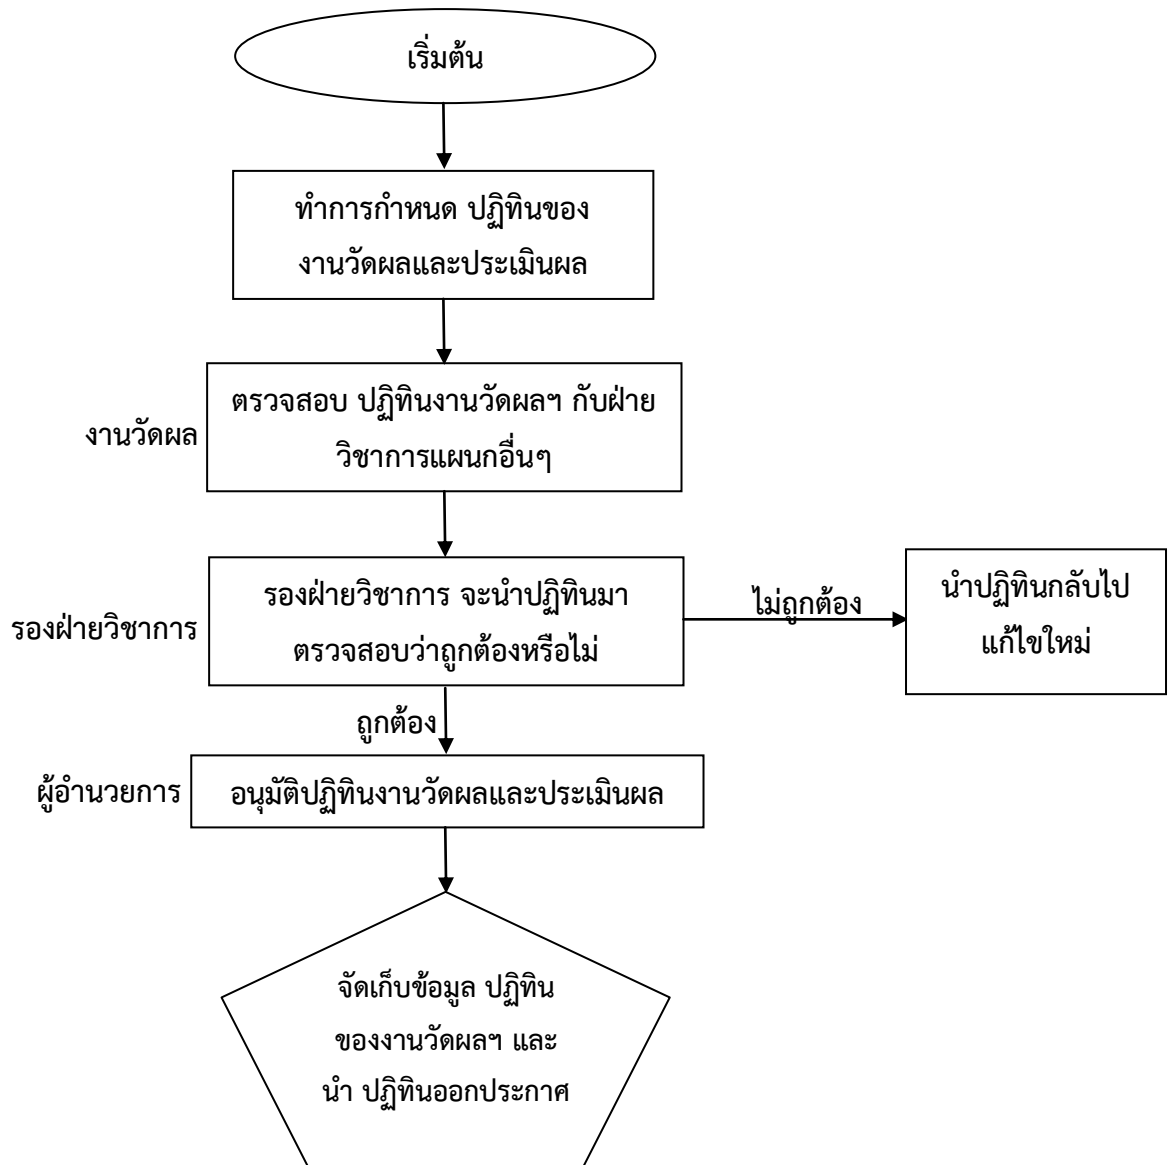 เริ่มต้น
ทำการกำหนด ปฏิทินของ
งานวัดผลและประเมินผล
งานวัดผล
ตรวจสอบ ปฏิทินงานวัดผลฯ กับฝ่าย
วิชาการแผนกอื่นๆ
รองฝ่ายวิชาการ
รองฝ่ายวิชาการ จะนำปฏิทินมา
ตรวจสอบว่าถูกต้องหรือไม่
ไม่ถูกต้อง
นำปฏิทินกลับไป
แก้ไขใหม่
ถูกต้อง
ผู้อำนวยการ
อนุมัติปฏิทินงานวัดผลและประเมินผล
จัดเก็บข้อมูล ปฏิทิน
ของงานวัดผลฯ และ
นำ ปฏิทินออกประกาศ